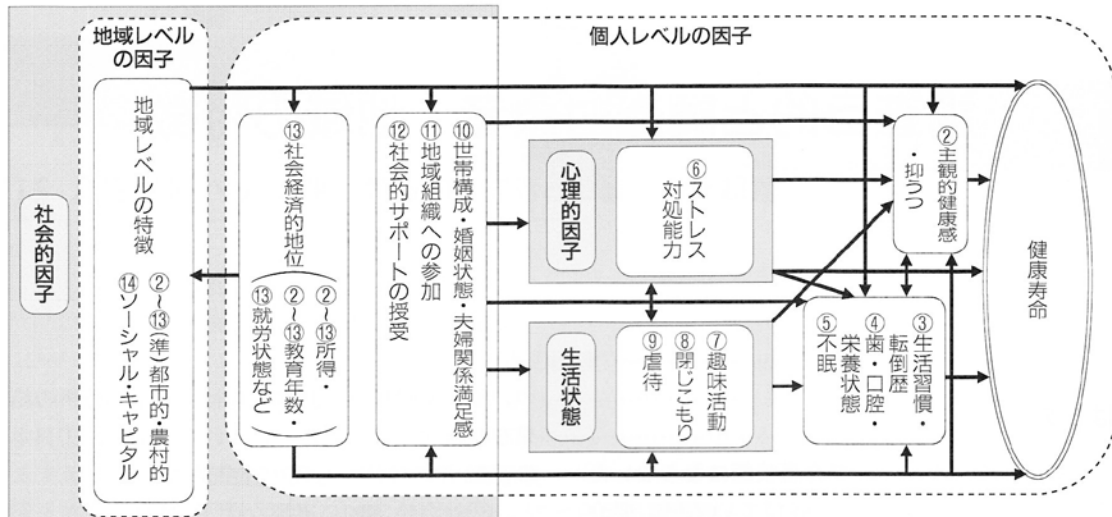 地域レベル
の因子
個人レベルの因子
社会的因子
地域レベルの特徴
②～⑬(準)都市的・農村的
⑭ソーシャル・キャピタル
⑬社会経済的地位
②～⑬所得・
②～⑬教育年数・
⑬就労状態など
⑩世帯構成・婚姻状態・夫婦関係満足感
⑪地域組織への参加
⑫社会的サポートの授受
心理的因子
⑥ストレス
対処能力
生活状態
⑦趣味活動
⑧閉じこもり
⑨虐待
②主観的健康感
・抑うつ
③生活習慣・
転倒歴
④歯・口腔・
栄養状態
⑤不眠
健康寿命